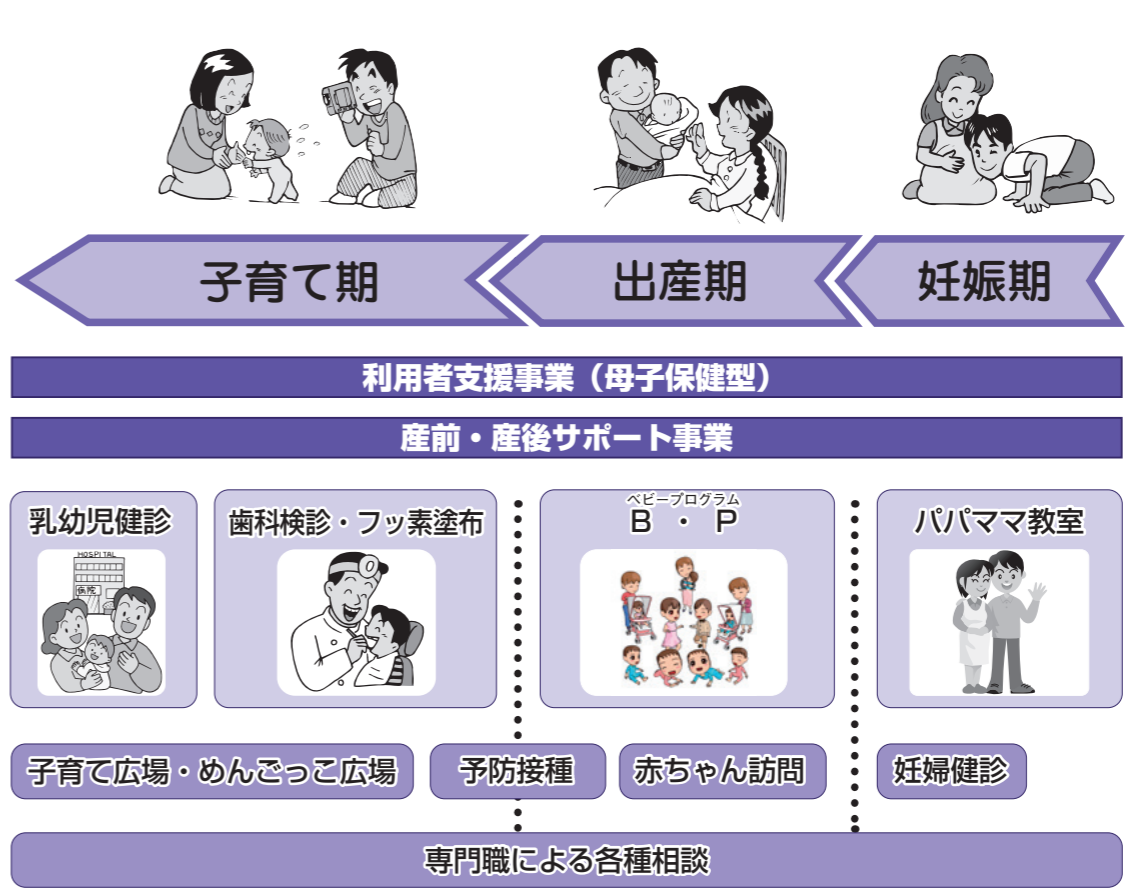 子育て期
出産期
妊娠期
利用者支援事業（母子保健型）
産前・産後サポート事業
乳幼児健診
HOSPITAL
病院
歯科検診・フッ素塗布
ベビープログラム
B・P
パパママ教室
子育て広場・めんごっこ広場
予防接種
赤ちゃん訪問
妊婦健診
専門職による各種相談